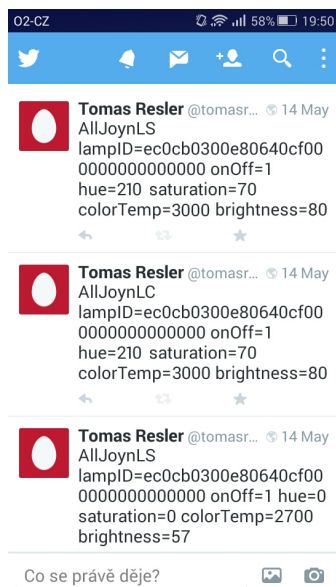 O2-CZ 58% 19:50
Tomas Resler @tomasr... 14 May
AllJoynLS
lampID=ec0cb0300e80640cf00
0000000000000 onOff=1
hue=210 saturation=70
colorTemp=3000 brightness=80
Tomas Resler @tomasr... 14 May
AllJoynLC
lampID=ec0cb0300e80640cf00
0000000000000 onOff=1
hue=210 saturation=70
colorTemp=3000 brightness=80
Tomas Resler @tomasr... 14 May
AllJoynLS
lampID=ec0cb0300e80640cf00
0000000000000 onOff=1 hue=0
saturation=0 colorTemp=2700
brightness=57
Co se právě děje?